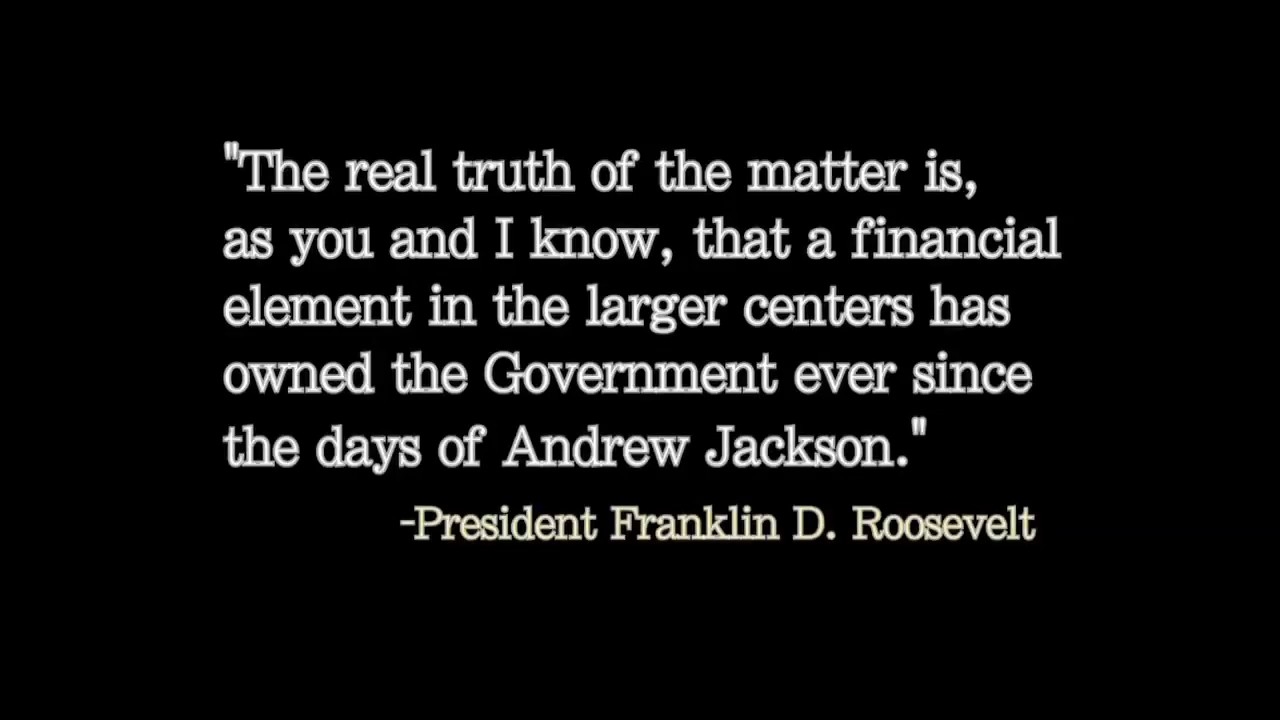 "The real truth of the matter is,
as you and I know, that a financial
element in the larger centers has
owned the Government ever since
the days of Andrew Jackson."
-President Franklin D. Roosevelt